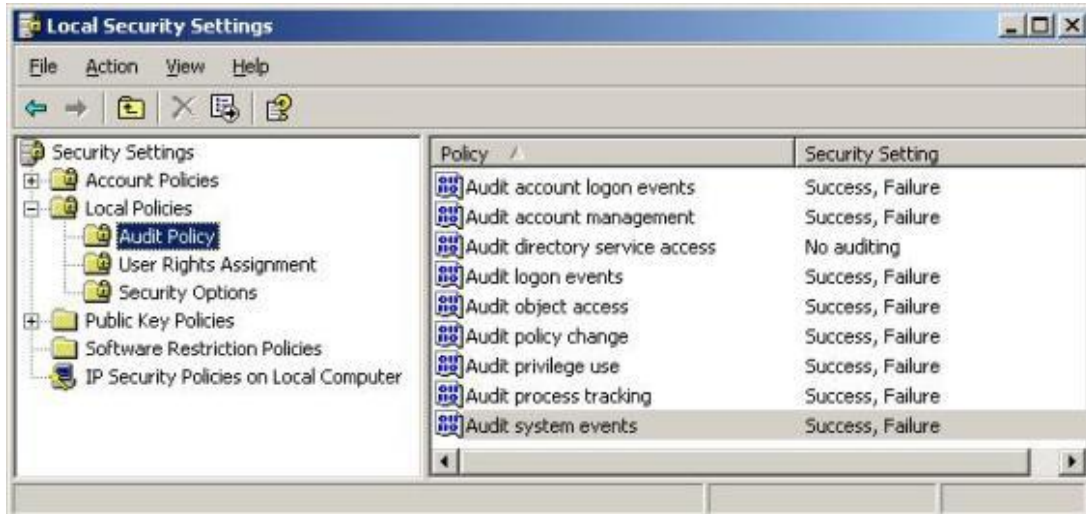 Local Security Settings
File Action View Help
Security Settings
Account Policies
Local Policies
Audit Policy
User Rights Assignment
Security Options
Public Key Policies
Software Restriction Policies
IP Security Policies on Local Computer
Policy Security Setting
Audit account logon events Success, Failure
Audit account management Success, Failure
Audit directory service access No auditing
Audit logon events Success, Failure
Audit object access Success, Failure
Audit policy change Success, Failure
Audit privilege use Success, Failure
Audit process tracking Success, Failure
Audit system events Success, Failure